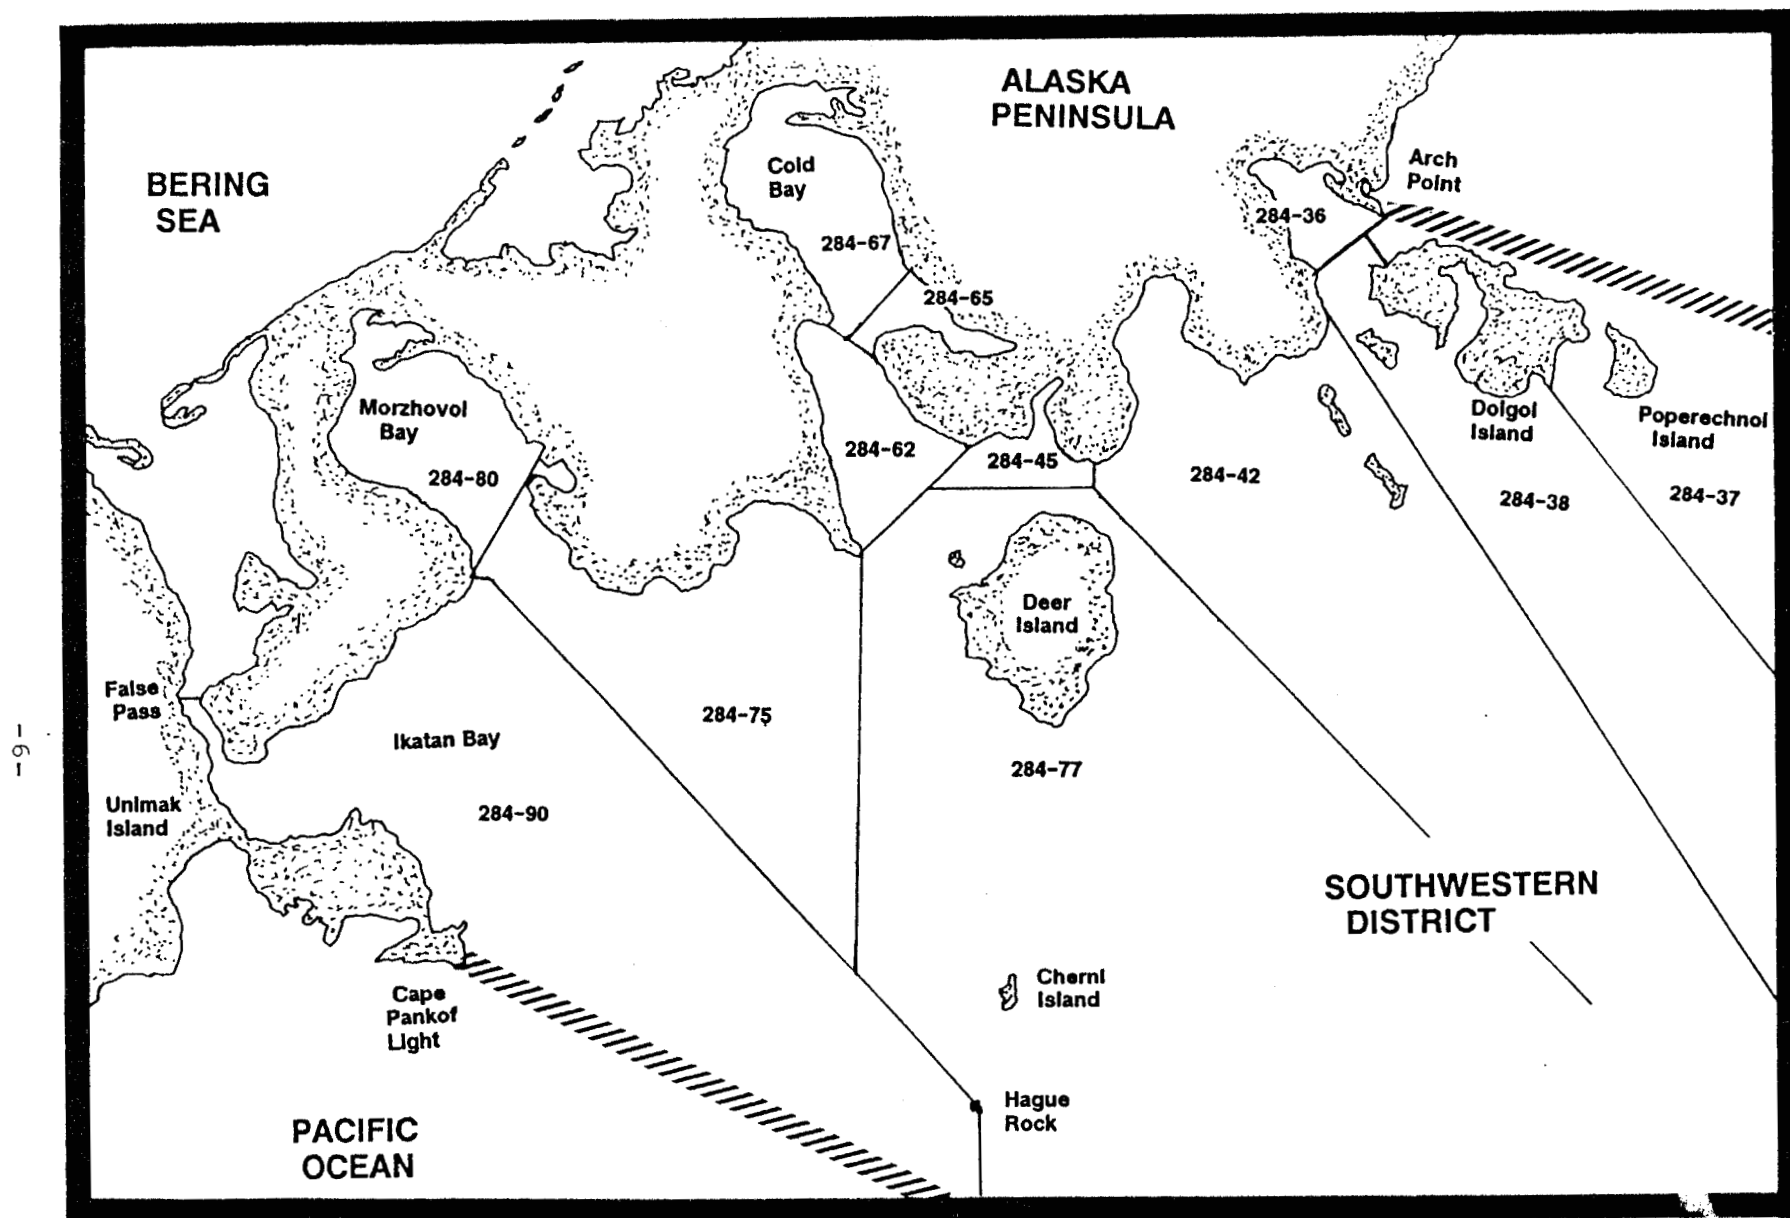 ALASKA
PENINSULA
BERING
SEA
Cold
Bay
Arch
Point
284-36
284-67
284-65
Morzhovoi
Bay
Dolgoi
Island
Poperechnoi
Island
284-62
284-45
284-80
284-42
284-38
284-37
Deer
Island
False
Pass
284-75
Ikatan Bay
284-77
Unimak
Island
284-90
SOUTHWESTERN
DISTRICT
Cherni
Island
Cape
Pankof
Light
Hague
Rock
PACIFIC
OCEAN
-9-